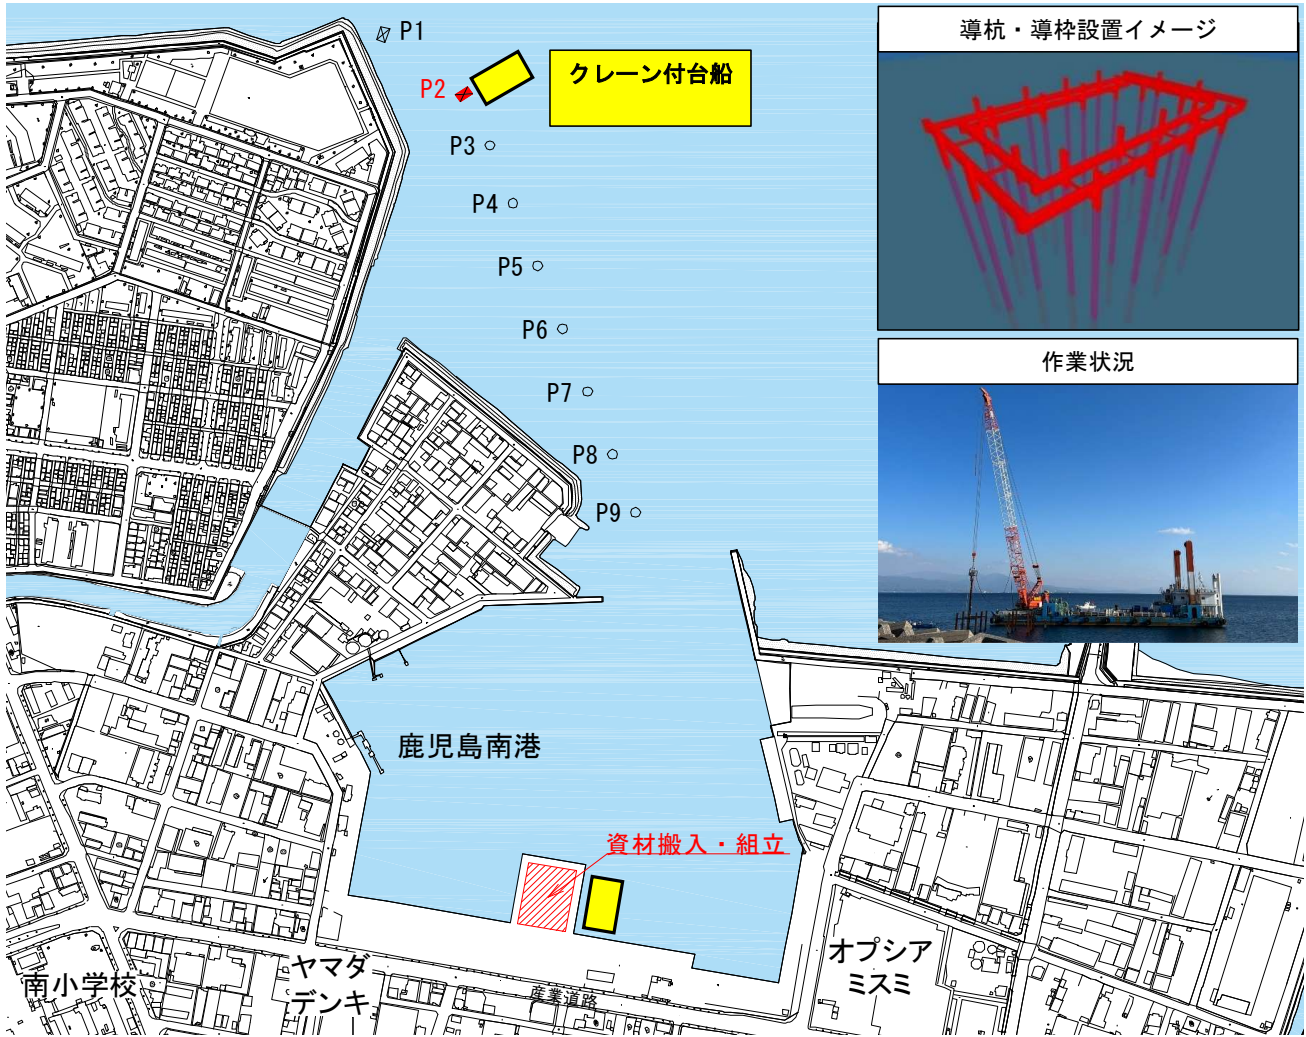 導杭・導枠設置イメージ
P1
クレーン付台船
P2
P3
P4
P5
P6
P7
作業状況
P8
P9
鹿児島南港
資材搬入・組立
オプシア
ミスミ
ヤマダ
デンキ
南小学校
産業道路